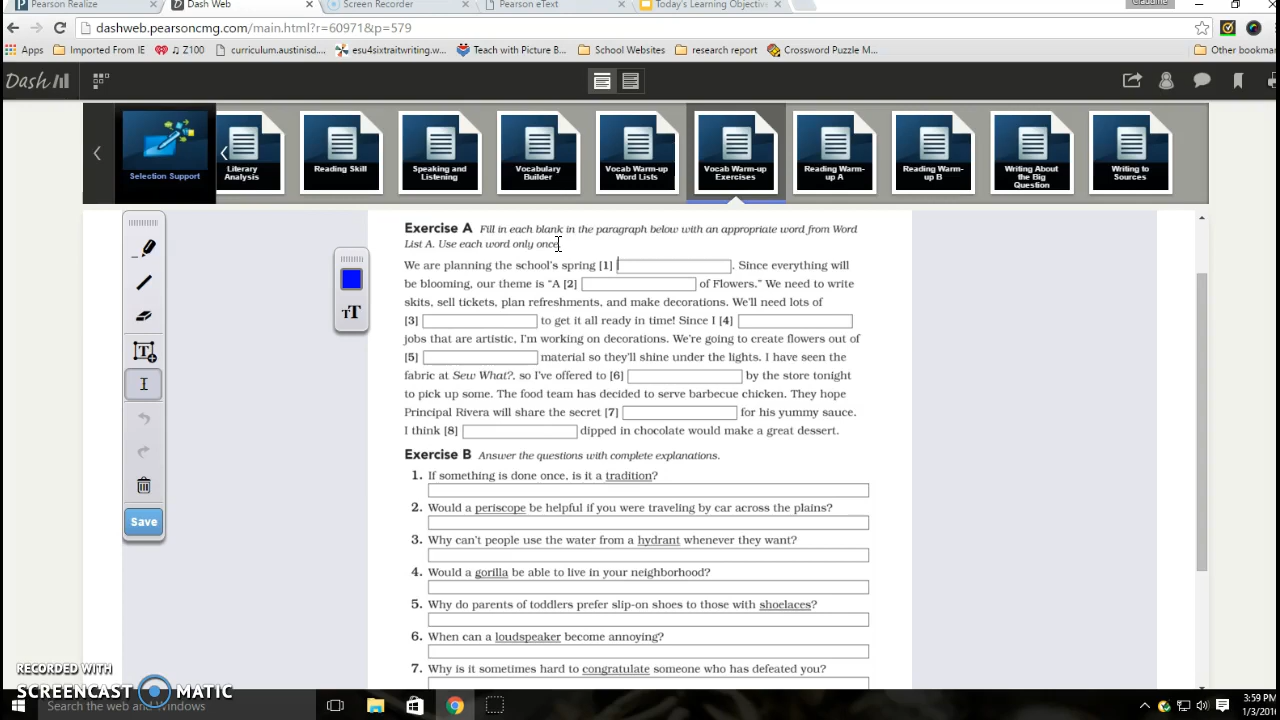 Pearson Realize
Dash Web
Screen Recorder
Pearson eText
Today's Learning Objective
dashweb.pearsoncmg.com/main.html?r=60971&p=579
Apps
Imported From IE
Z100
curriculum.austinisd....
esu4sixtraitwriting.w...
Teach with Picture B...
School Websites
research report
Crossword Puzzle M...
Other bookmar
Dash
Selection Support
Literary Analysis
Reading Skill
Speaking and Listening
Vocabulary Builder
Vocab Warm-up Word Lists
Vocab Warm-up Exercises
Reading Warm-up A
Reading Warm-up B
Writing About the Big Question
Writing to Sources
Exercise A Fill in each blank in the paragraph below with an appropriate word from Word
List A. Use each word only once.
We are planning the school's spring [1] . Since everything will
be blooming, our theme is "A [2] of Flowers." We need to write
skits, sell tickets, plan refreshments, and make decorations. We'll need lots of
[3] to get it all ready in time! Since I [4]
jobs that are artistic, I'm working on decorations. We're going to create flowers out of
[5] material so they'll shine under the lights. I have seen the
fabric at Sew What?, so I've offered to [6] by the store tonight
to pick up some. The food team has decided to serve barbecue chicken. They hope
Principal Rivera will share the secret [7] for his yummy sauce.
I think [8] dipped in chocolate would make a great dessert.
Exercise B Answer the questions with complete explanations.
1. If something is done once, is it a tradition?
2. Would a periscope be helpful if you were traveling by car across the plains?
3. Why can't people use the water from a hydrant whenever they want?
4. Would a gorilla be able to live in your neighborhood?
5. Why do parents of toddlers prefer slip-on shoes to those with shoelaces?
6. When can a loudspeaker become annoying?
7. Why is it sometimes hard to congratulate someone who has defeated you?
T
I
TT
Save
RECORDED WITH
SCREENCAST MATIC
Search the web and Windows
3:59 PM
1/3/201